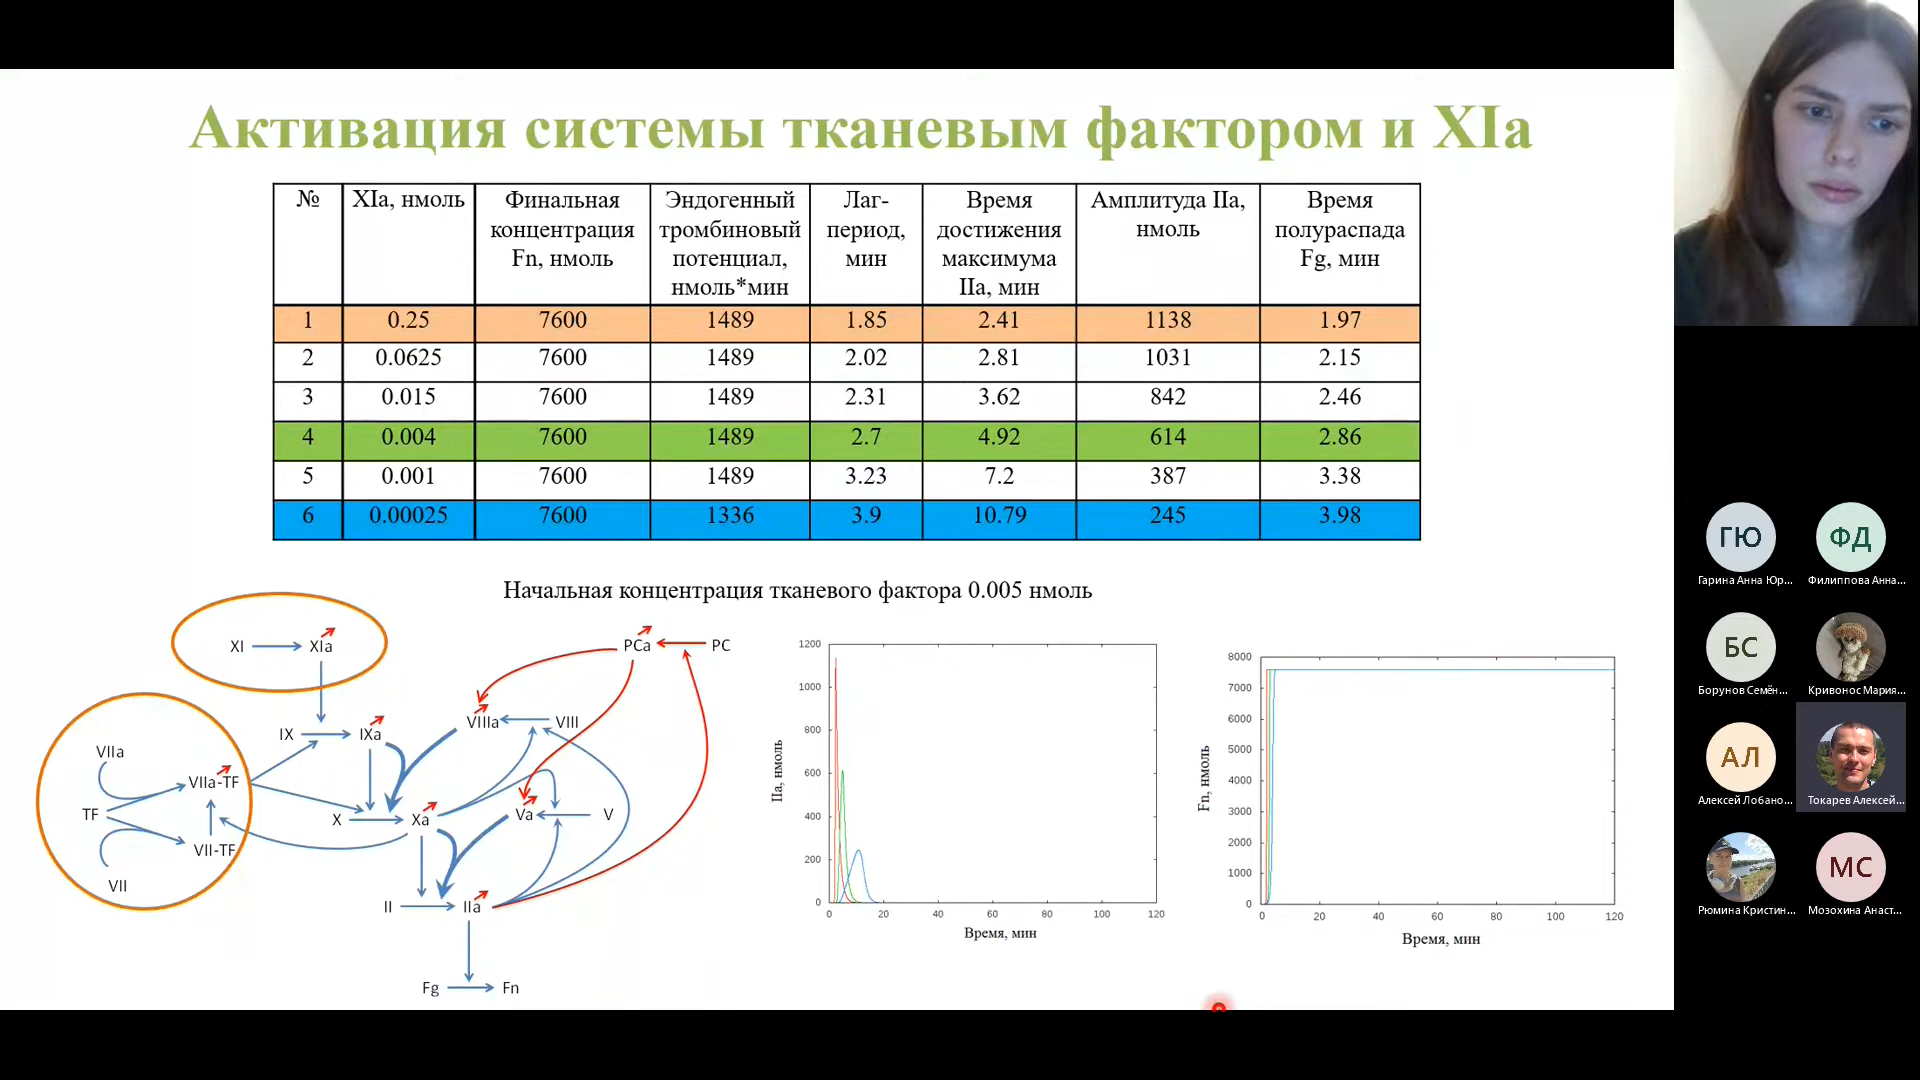 Активация системы тканевым фактором и XIa
№
XIa, нмоль
Финальная
концентрация
Fn, нмоль
Эндогенный
тромбиновый
потенциал,
нмоль*мин
Лаг-
период,
мин
Время
достижения
максимума
IIa, мин
Амплитуда IIa,
нмоль
Время
полураспада
Fg, мин
1 0.25 7600 1489 1.85 2.41 1138 1.97
2 0.0625 7600 1489 2.02 2.81 1031 2.15
3 0.015 7600 1489 2.31 3.62 842 2.46
4 0.004 7600 1489 2.7 4.92 614 2.86
5 0.001 7600 1489 3.23 7.2 387 3.38
6 0.00025 7600 1336 3.9 10.79 245 3.98
Начальная концентрация тканевого фактора 0.005 нмоль
XI XIa
PCa PC
IX IXa
VIIIa VIII
VIIa
VIIa-TF
TF
VII-TF
VII
X Xa
Va V
II IIa
Fg Fn
1200
1000
800
600
400
200
0
0 20 40 60 80 100 120
IIa, нмоль
Время, мин
8000
7000
6000
5000
4000
3000
2000
1000
0
0 20 40 60 80 100 120
Fn, нмоль
Время, мин
ГЮ
Гарина Анна Юр...
ФД
Филиппова Анна...
БС
Борунов Семён...
Кривонос Мария...
АЛ
Алексей Лобано...
Токарев Алексей...
Рюмина Кристин...
МС
Мозохина Анаст...